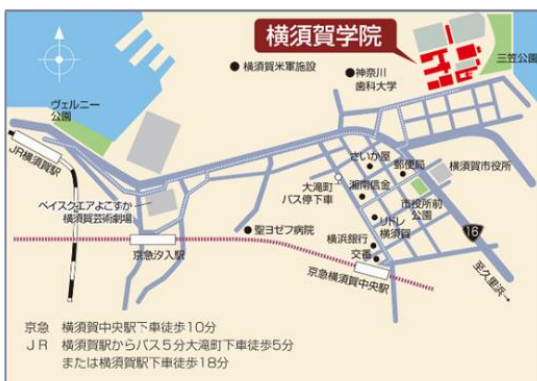 横須賀学院
三笠公園
横須賀米軍施設
神奈川
歯科大学
ヴェルニー
公園
JR横須賀駅
さいか屋
郵便局
横須賀市役所
大滝町
バス停下車
湘南信金
市役所前
公園
ベイスクエアよこすか
横須賀芸術劇場
リドレ
横須賀
聖ヨゼフ病院
横浜銀行
16
交番
京急汐入駅
京急横須賀中央駅
至久里浜→
京急 横須賀中央駅下車徒歩10分
JR 横須賀駅からバス5分大滝町下車徒歩5分
または横須賀駅下車徒歩18分